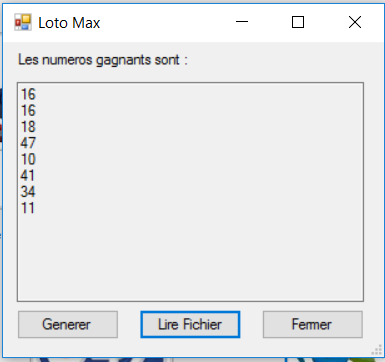 Loto Max
Les numeros gagnants sont :
16
16
18
47
10
41
34
11
Generer Lire Fichier Fermer